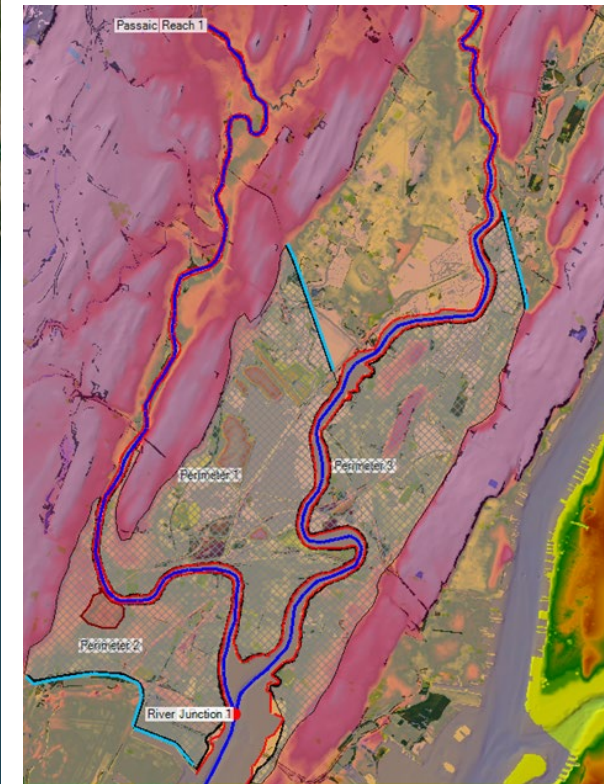 Passaic Reach 1
Perimeter 1
Perimeter 3
Perimeter 2
River Junction 1